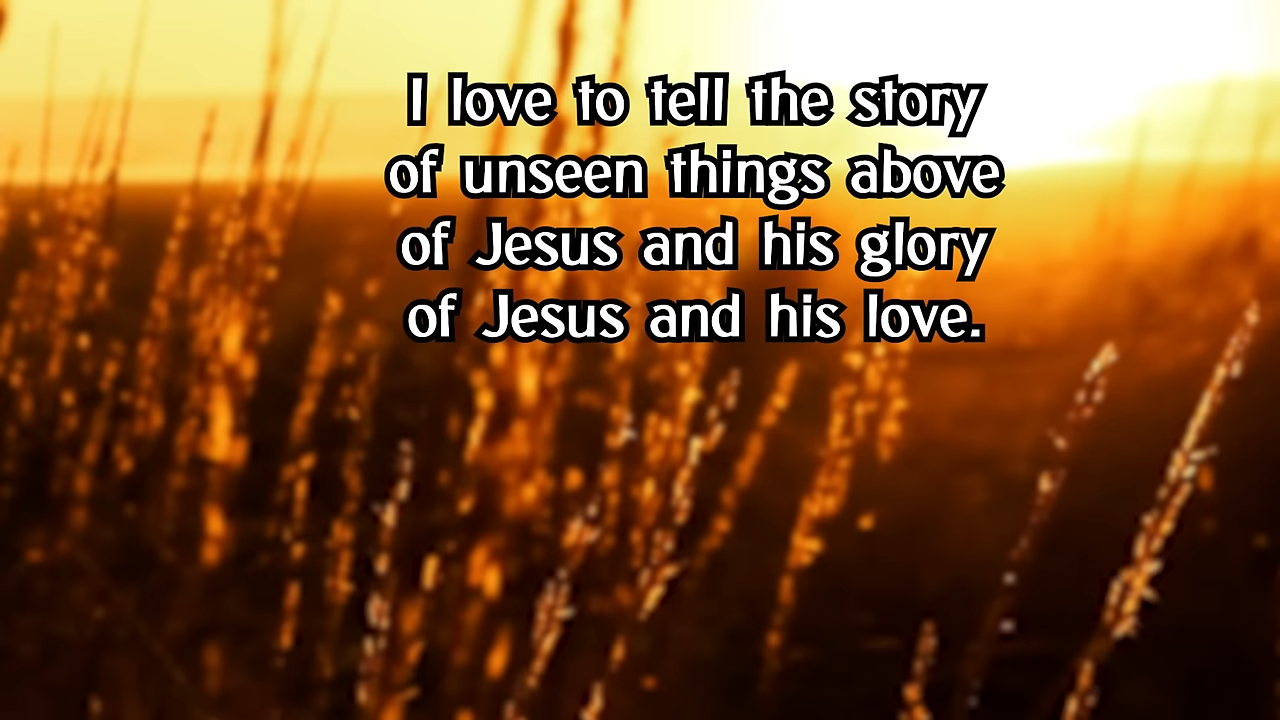 I love to tell the story
of unseen things above
of Jesus and his glory
of Jesus and his love.